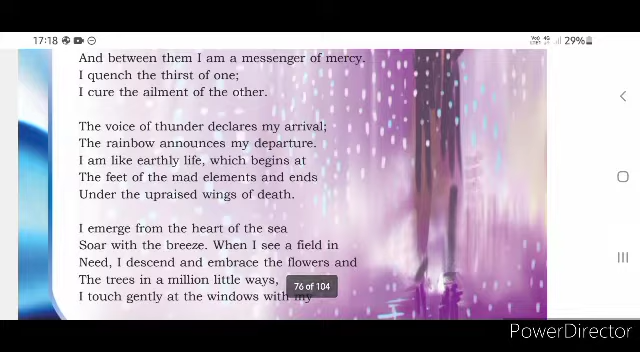 17:18
Vo) 4G
29%
And between them I am a messenger of mercy.
I quench the thirst of one;
I cure the ailment of the other.
The voice of thunder declares my arrival;
The rainbow announces my departure.
I am like earthly life, which begins at
The feet of the mad elements and ends
Under the upraised wings of death.
I emerge from the heart of the sea
Soar with the breeze. When I see a field in
Need, I descend and embrace the flowers and
The trees in a million little ways,
76 of 104
I touch gently at the windows with my
PowerDirector